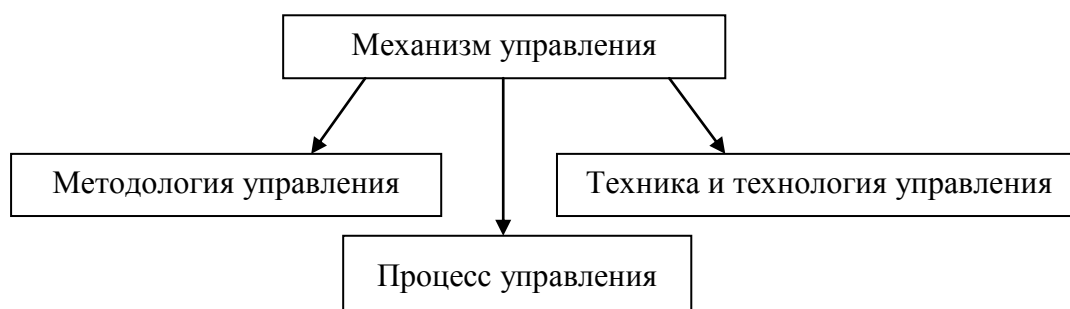 Механизм управления
Методология управления
Техника и технология управления
Процесс управления